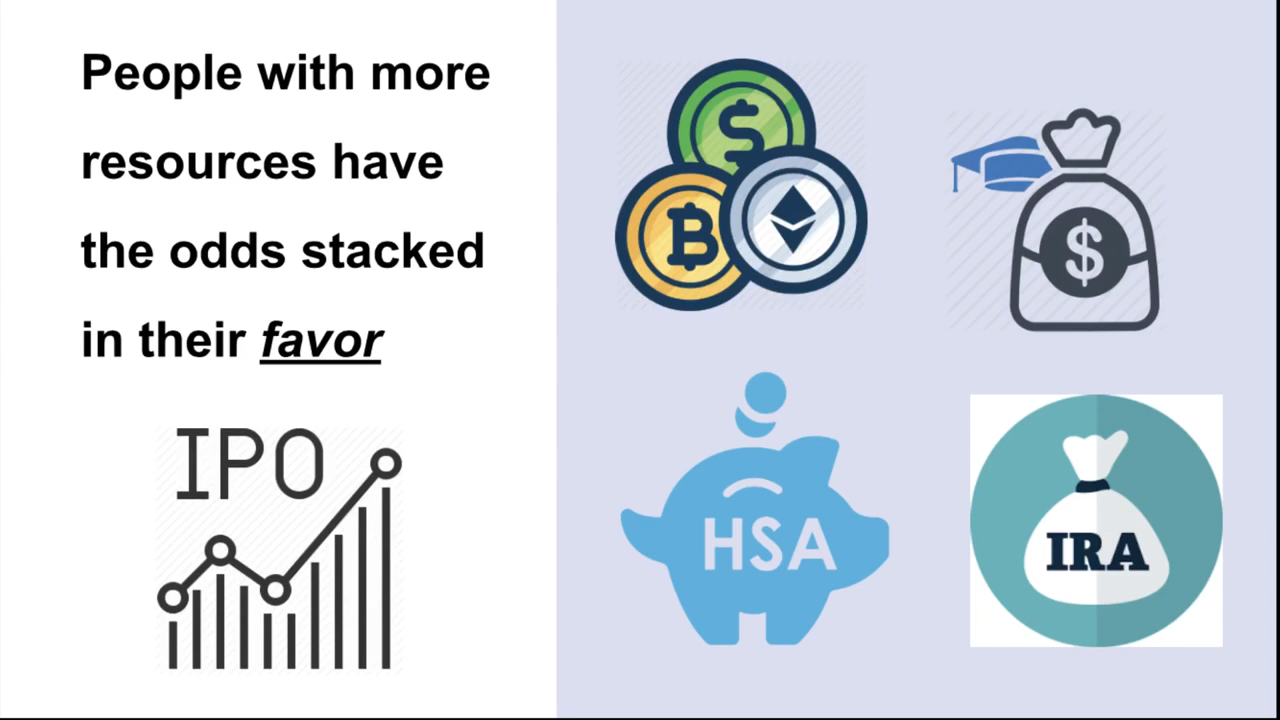 People with more
resources have
the odds stacked
in their favor
IPO
$
B
$
HSA
IRA